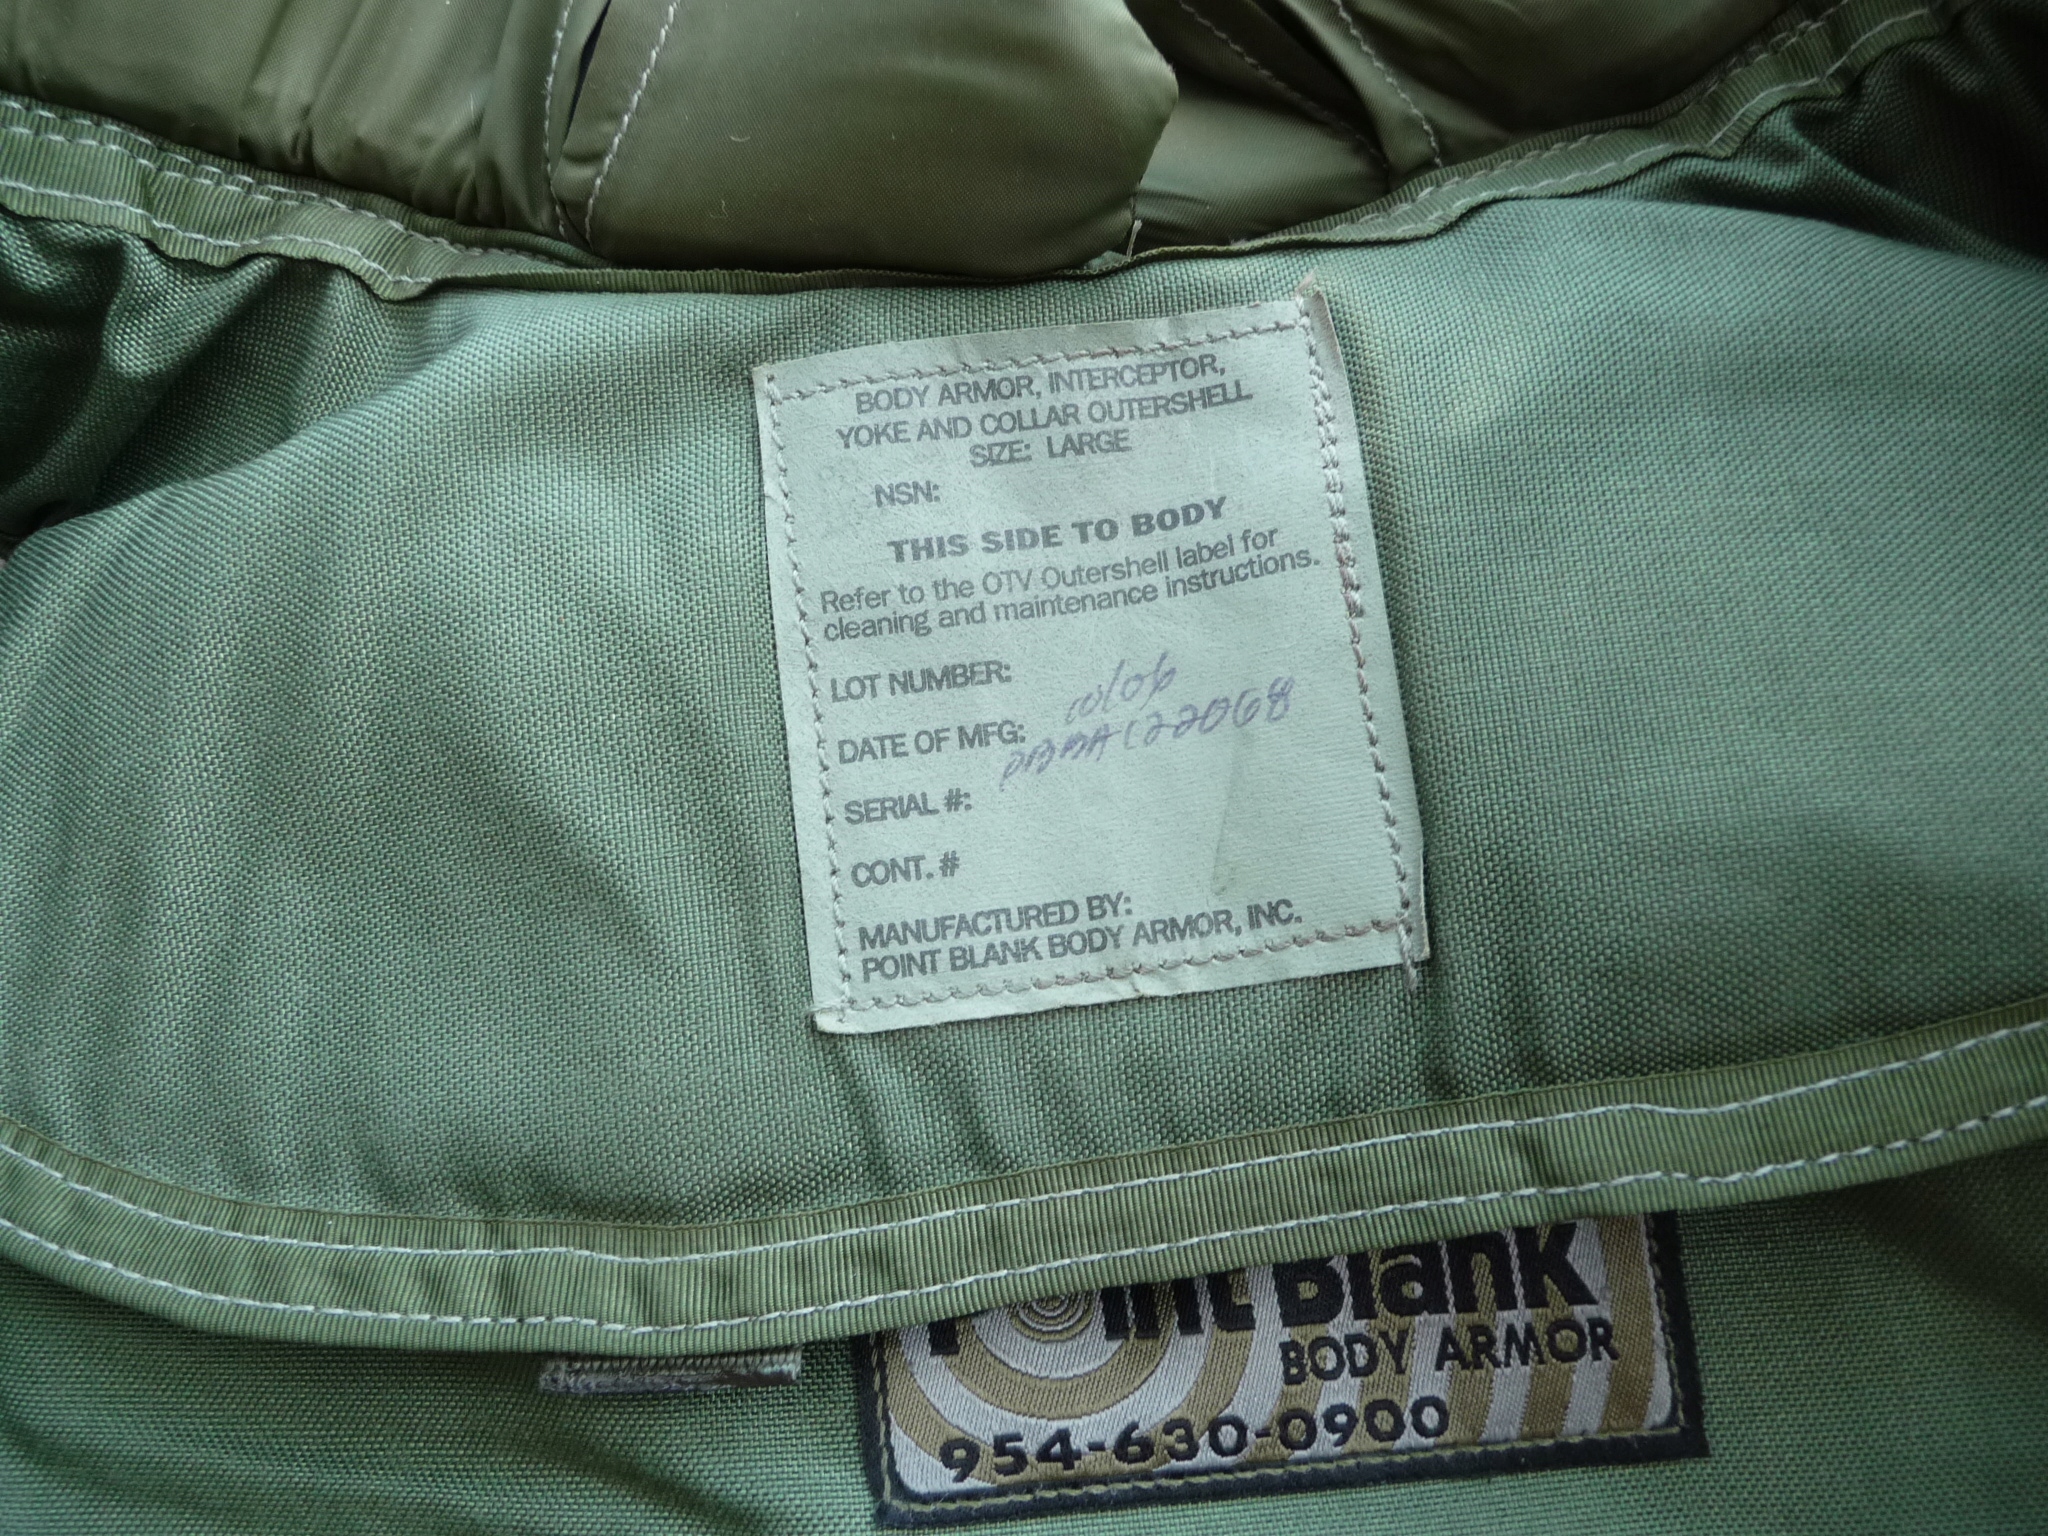 BODY ARMOR, INTERCEPTOR,
YOKE AND COLLAR OUTERSHELL
SIZE: LARGE
NSN:
THIS SIDE TO BODY
Refer to the OTV Outershell label for
cleaning and maintenance instructions.
LOT NUMBER:
DATE OF MFG:
SERIAL #:
CONT. #
MANUFACTURED BY:
POINT BLANK BODY ARMOR, INC.
Point Blank
BODY ARMOR
954-630-0900